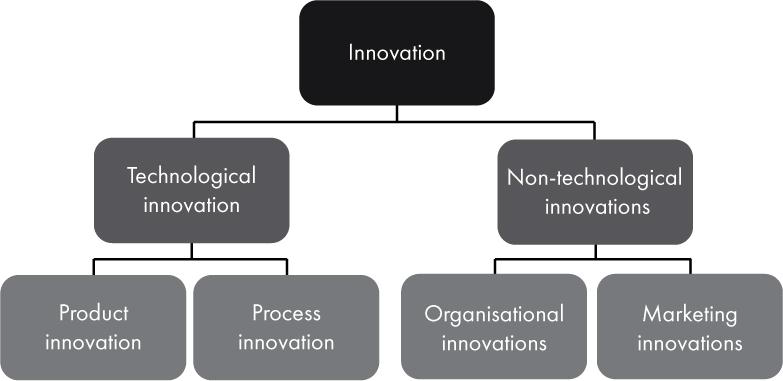 Innovation
Technological
innovation
Non-technological
innovations
Product
innovation
Process
innovation
Organisational
innovations
Marketing
innovations